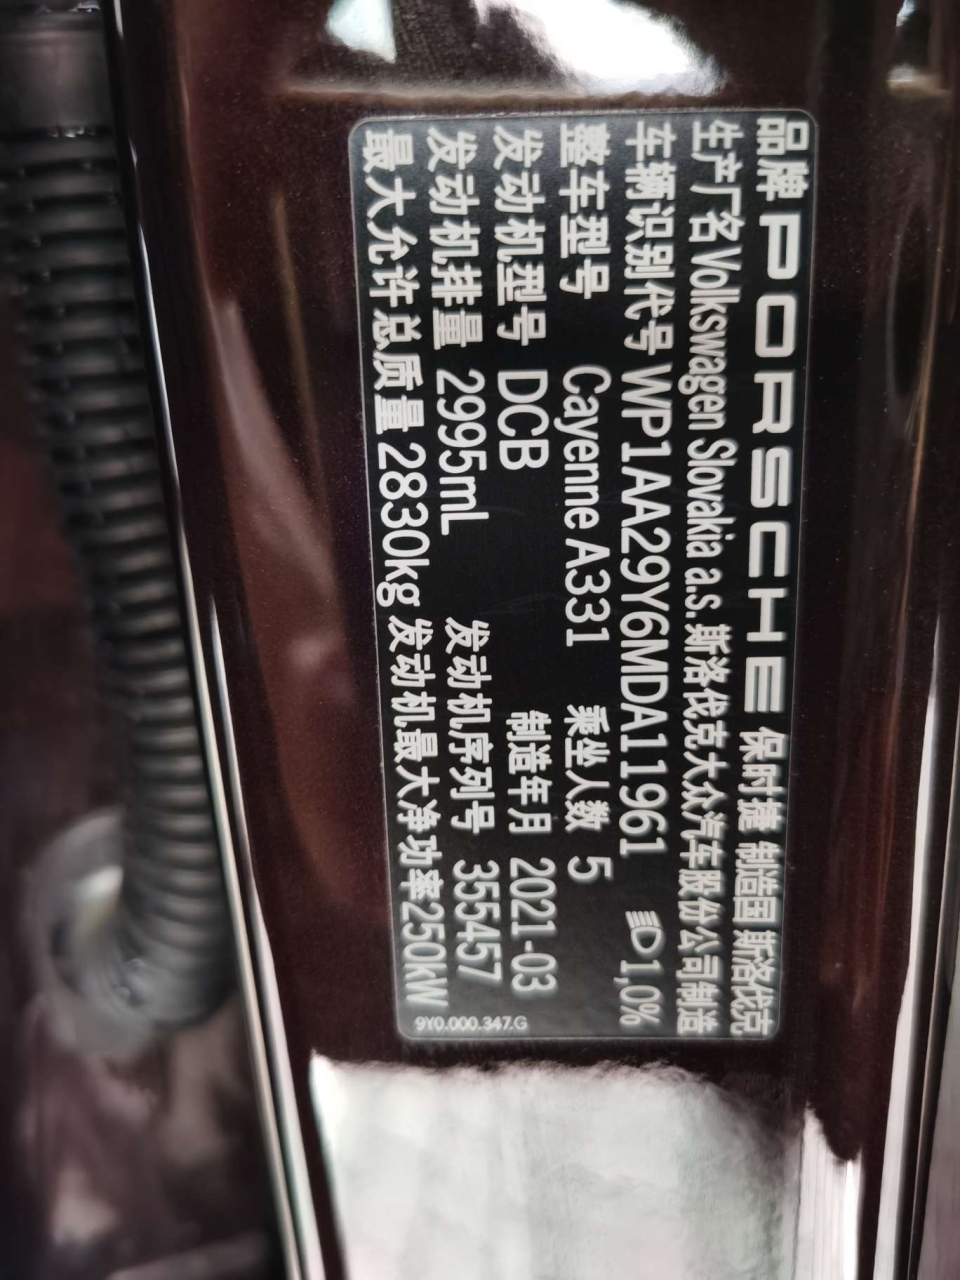 品牌 PORSCHE 保时捷 制造国 斯洛伐克
生产厂名 Volkswagen Slovakia a.s. 斯洛伐克大众汽车股份公司制造
车辆识别代号 WP1AA29Y6MDA11961 1,0%
整车型号 Cayenne A331 乘坐人数 5
发动机型号 DCB 制造年月 2021-03
发动机排量 2995mL 发动机序列号 355457
最大允许总质量 2830kg 发动机最大净功率250kW
9Y0.000.347.G